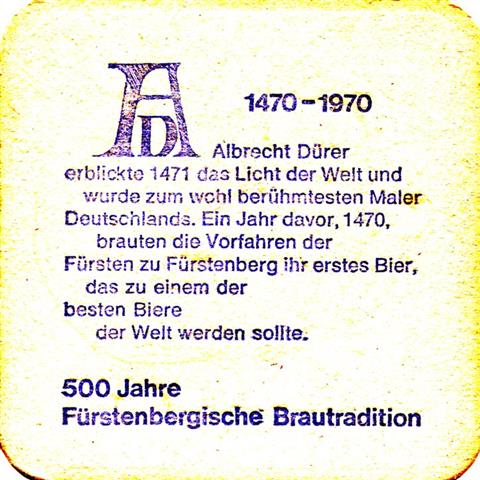 AD
1470-1970
Albrecht Dürer
erblickte 1471 das Licht der Welt und
wurde zum wohl berühmtesten Maler
Deutschlands. Ein Jahr davor, 1470,
brauten die Vorfahren der
Fürsten zu Fürstenberg ihr erstes Bier,
das zu einem der
besten Biere
der Welt werden sollte.
500 Jahre
Fürstenbergische Brautradition